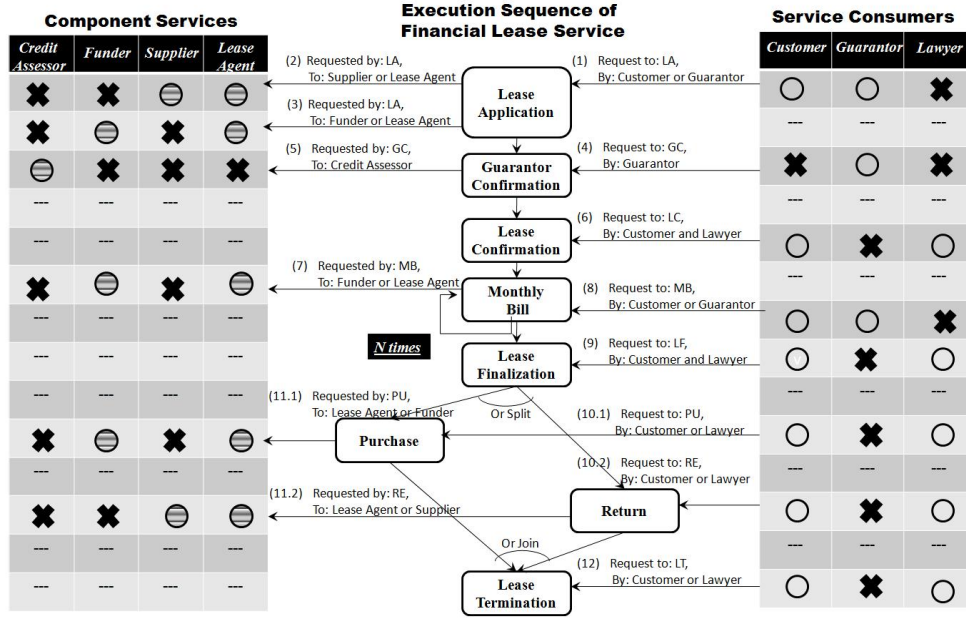 Component Services
Execution Sequence of
Financial Lease Service
Service Consumers
Credit Assessor Funder Supplier Lease Agent
Customer Guarantor Lawyer
(2) Requested by: LA,
To: Supplier or Lease Agent
(1) Request to: LA,
By: Customer or Guarantor
Lease
Application
(3) Requested by: LA,
To: Funder or Lease Agent
--- --- ---
(5) Requested by: GC,
To: Credit Assessor
(4) Request to: GC,
By: Guarantor
Guarantor
Confirmation
--- --- --- ---
--- --- ---
(6) Request to: LC,
By: Customer and Lawyer
Lease
Confirmation
--- --- --- ---
(7) Requested by: MB,
To: Funder or Lease Agent
--- --- ---
Monthly
Bill
(8) Request to: MB,
By: Customer or Guarantor
--- --- --- ---
N times
(9) Request to: LF,
By: Customer and Lawyer
Lease
Finalization
--- --- --- ---
--- --- --- ---
--- --- ---
(11.1) Requested by: PU,
To: Lease Agent or Funder
Or Split
(10.1) Request to: PU,
By: Customer or Lawyer
Purchase
--- --- --- ---
--- --- ---
(10.2) Request to: RE,
By: Customer or Lawyer
(11.2) Requested by: RE,
To: Lease Agent or Supplier
Return
--- --- --- ---
--- --- ---
Or Join
(12) Request to: LT,
By: Customer or Lawyer
--- --- --- ---
Lease
Termination